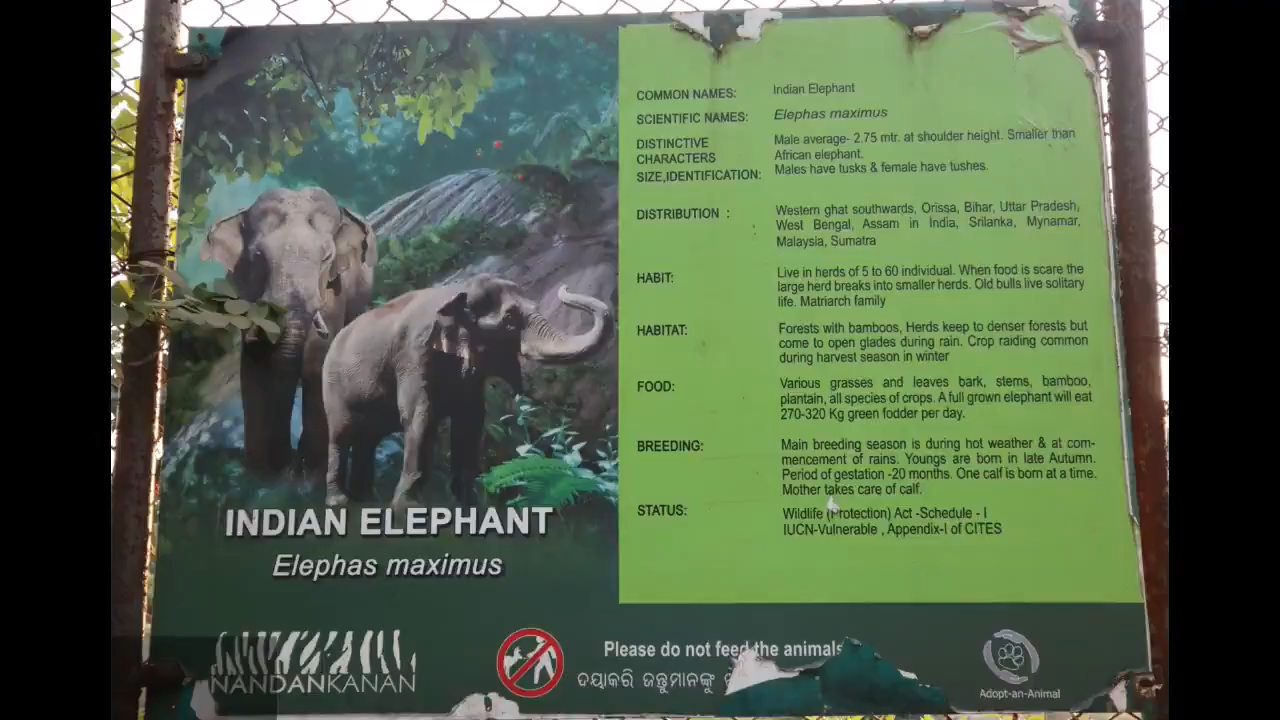 INDIAN ELEPHANT
Elephas maximus
COMMON NAMES: Indian Elephant
SCIENTIFIC NAMES: Elephas maximus
DISTINCTIVE
CHARACTERS
SIZE,IDENTIFICATION:
Male average- 2.75 mtr. at shoulder height. Smaller than
African elephant.
Males have tusks & female have tushes.
DISTRIBUTION :
Western ghat southwards, Orissa, Bihar, Uttar Pradesh,
West Bengal, Assam in India, Srilanka, Mynamar,
Malaysia, Sumatra
HABIT:
Live in herds of 5 to 60 individual. When food is scare the
large herd breaks into smaller herds. Old bulls live solitary
life. Matriarch family
HABITAT:
Forests with bamboos, Herds keep to denser forests but
come to open glades during rain. Crop raiding common
during harvest season in winter
FOOD:
Various grasses and leaves bark, stems, bamboo,
plantain, all species of crops. A full grown elephant will eat
270-320 Kg green fodder per day.
BREEDING:
Main breeding season is during hot weather & at com-
mencement of rains. Youngs are born in late Autumn.
Period of gestation -20 months. One calf is born at a time.
Mother takes care of calf.
STATUS:
Wildlife (Protection) Act -Schedule - I
IUCN-Vulnerable , Appendix-I of CITES
NANDANKANAN
Please do not feed the animals
ଦୟାକରି ଜନ୍ତୁମାନଙ୍କୁ
Adopt-an-Animal